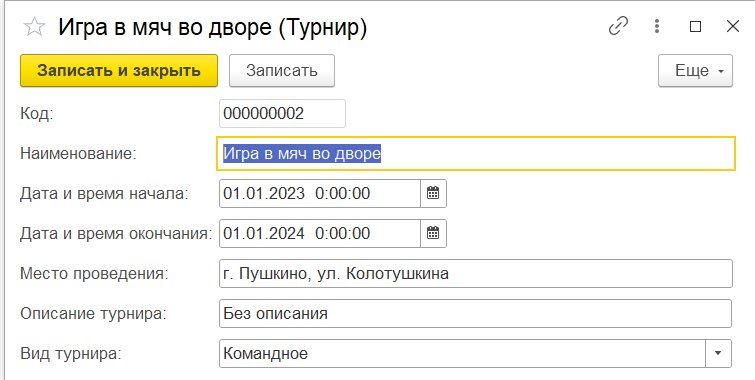 Игра в мяч во дворе (Турнир)
Записать и закрыть Записать Еще
Код: 000000002
Наименование: Игра в мяч во дворе
Дата и время начала: 01.01.2023 0:00:00
Дата и время окончания: 01.01.2024 0:00:00
Место проведения: г. Пушкино, ул. Колотушкина
Описание турнира: Без описания
Вид турнира: Командное